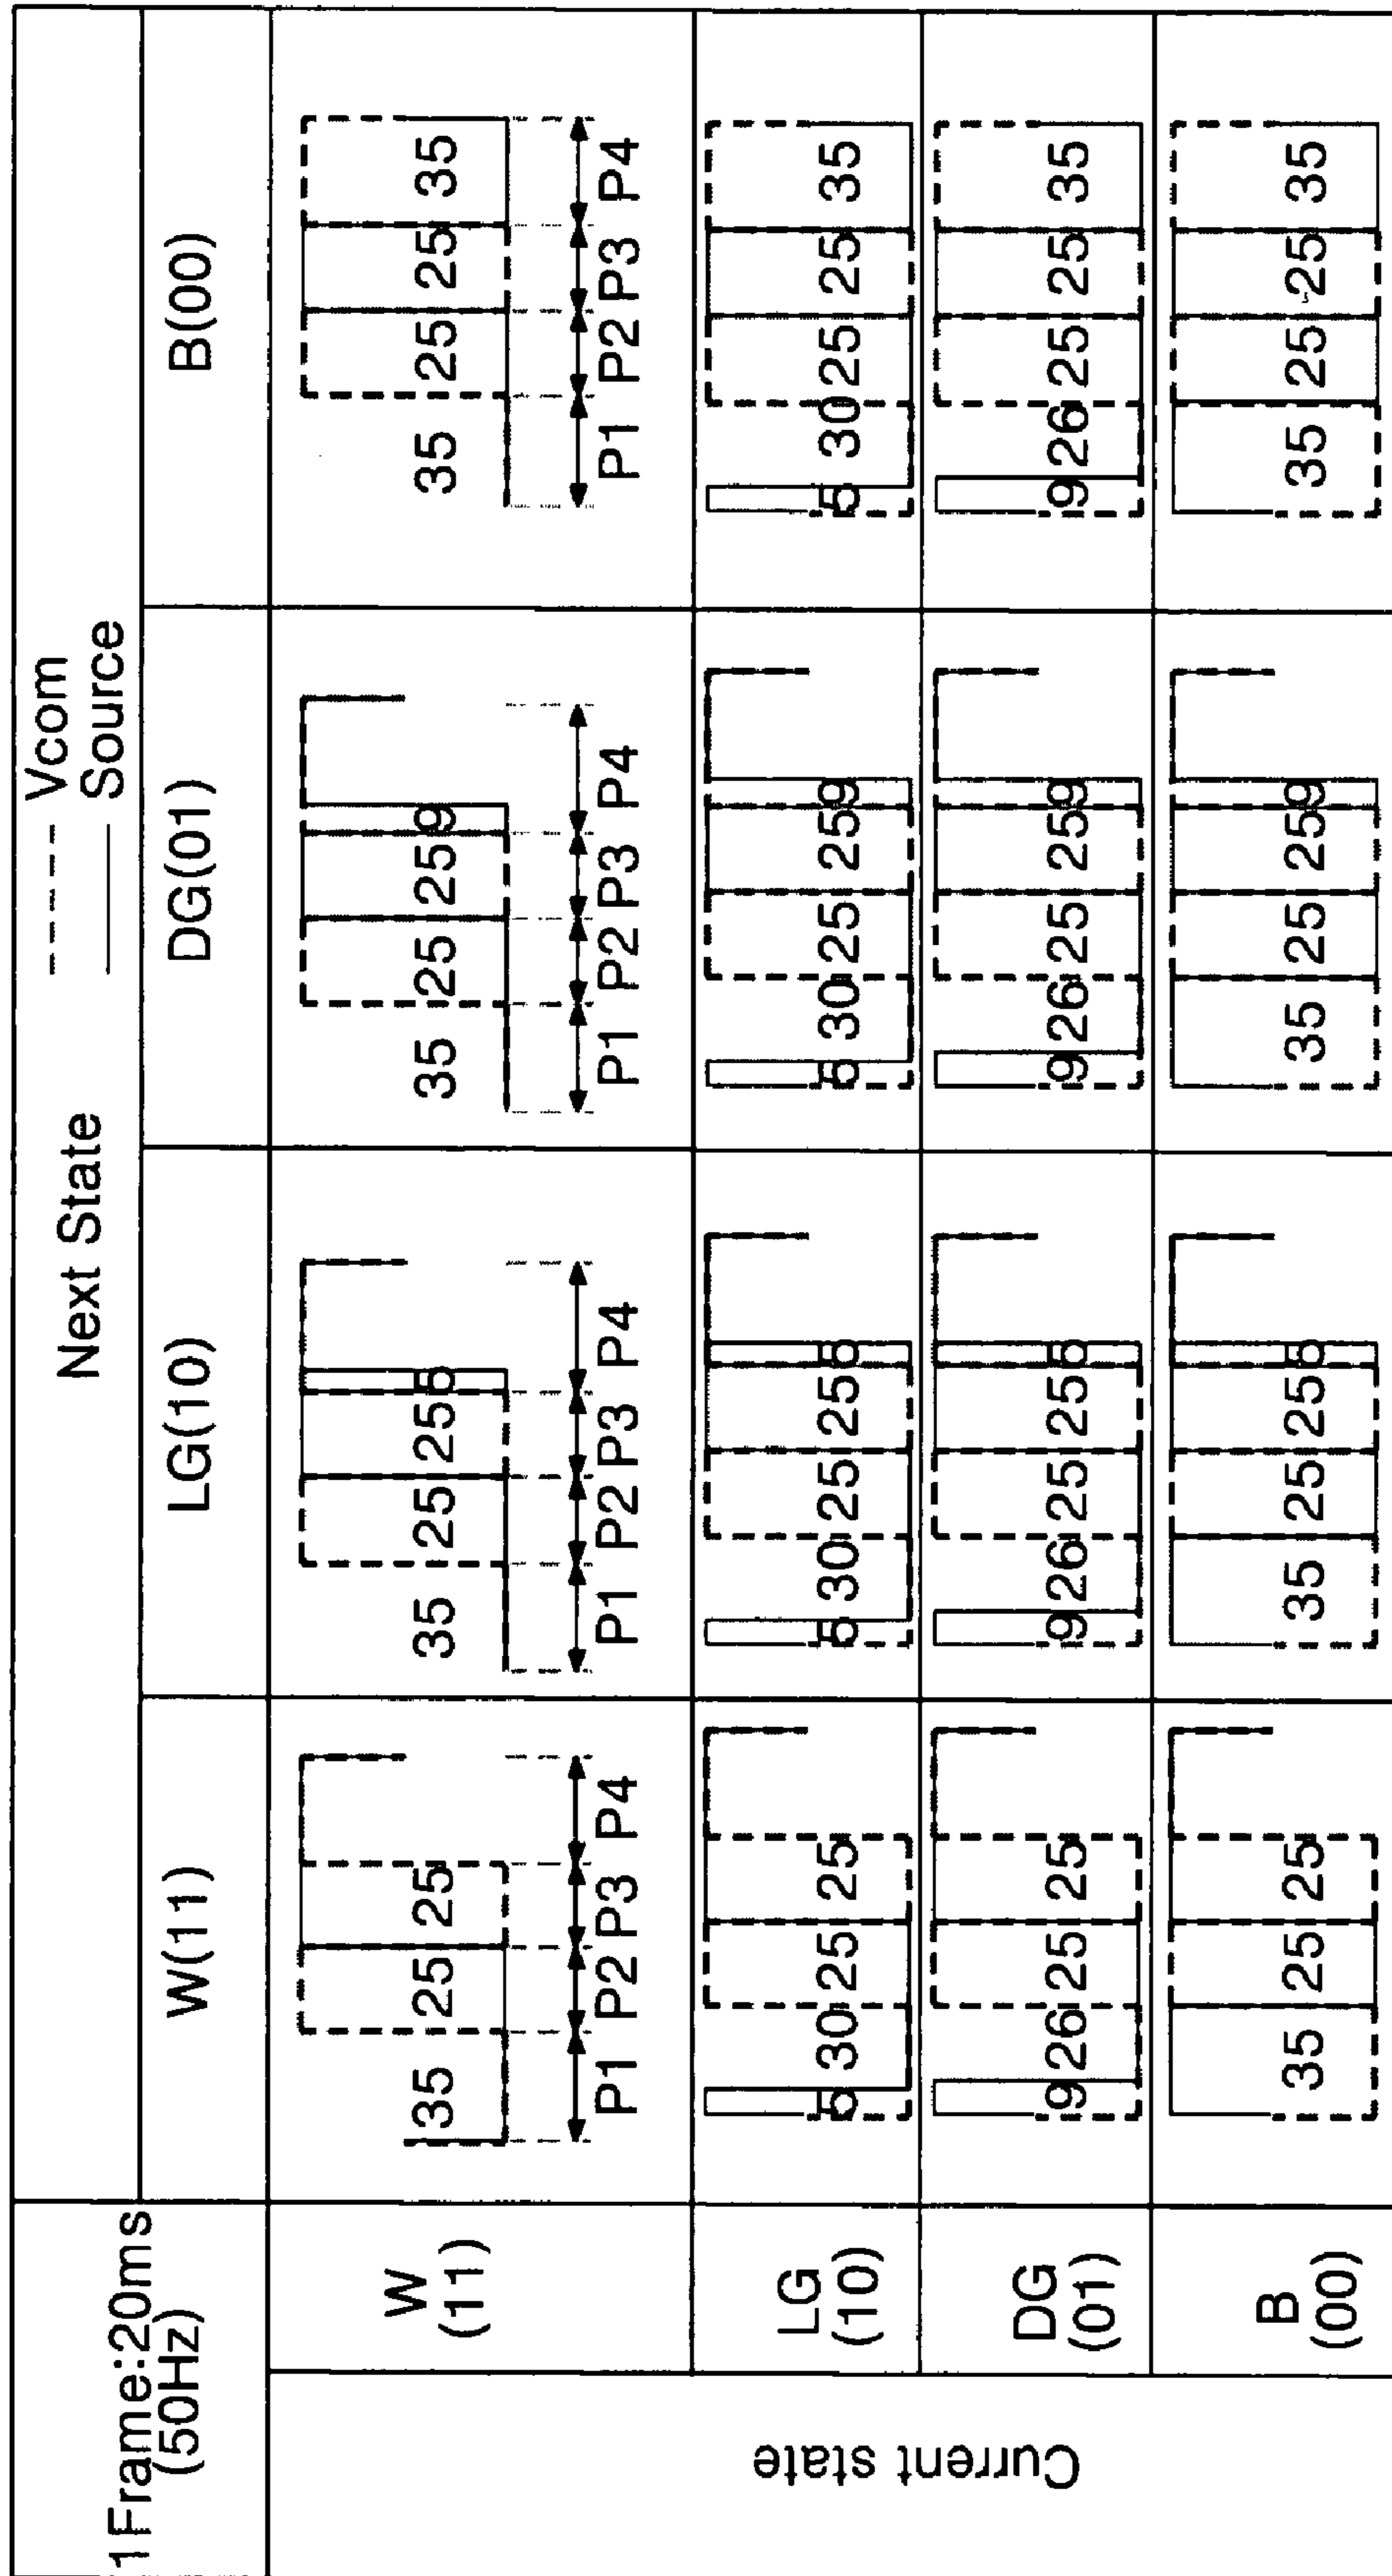 1Frame:20ms
(50Hz)
Next State
Vcom
Source
W(11)
LG(10)
DG(01)
B(00)
Current state
W
(11)
35 25 25
P1 P2 P3 P4
35 25 25 5
P1 P2 P3 P4
35 25 25 9
P1 P2 P3 P4
35 25 25 35
P1 P2 P3 P4
LG
(10)
5 30 25 25
5 30 25 25 5
5 30 25 25 9
5 30 25 25 35
DG
(01)
9 26 25 25
9 26 25 25 5
9 26 25 25 9
9 26 25 25 35
B
(00)
35 25 25
35 25 25 5
35 25 25 9
35 25 25 35